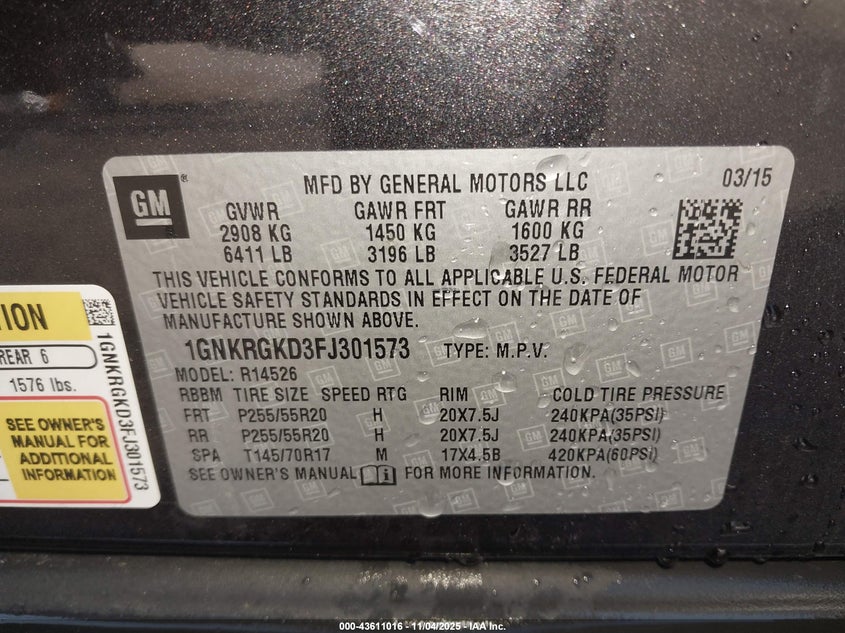 GM
®
MFD BY GENERAL MOTORS LLC
03/15
GVWR GAWR FRT GAWR RR
2908 KG 1450 KG 1600 KG
6411 LB 3196 LB 3527 LB
THIS VEHICLE CONFORMS TO ALL APPLICABLE U.S. FEDERAL MOTOR
VEHICLE SAFETY STANDARDS IN EFFECT ON THE DATE OF
MANUFACTURE SHOWN ABOVE.
1GNKRGKD3FJ301573 TYPE: M.P.V.
MODEL: R14526
RBBM TIRE SIZE SPEED RTG RIM COLD TIRE PRESSURE
FRT P255/55R20 H 20X7.5J 240KPA(35PSI)
RR P255/55R20 H 20X7.5J 240KPA(35PSI)
SPA T145/70R17 M 17X4.5B 420KPA(60PSI)
SEE OWNER'S MANUAL FOR MORE INFORMATION.
REAR 6
1576 lbs.
SEE OWNER'S
MANUAL FOR
ADDITIONAL
INFORMATION
1GNKRGKD3FJ301573
000-43611016 - 11/04/2025 - IAA Inc.